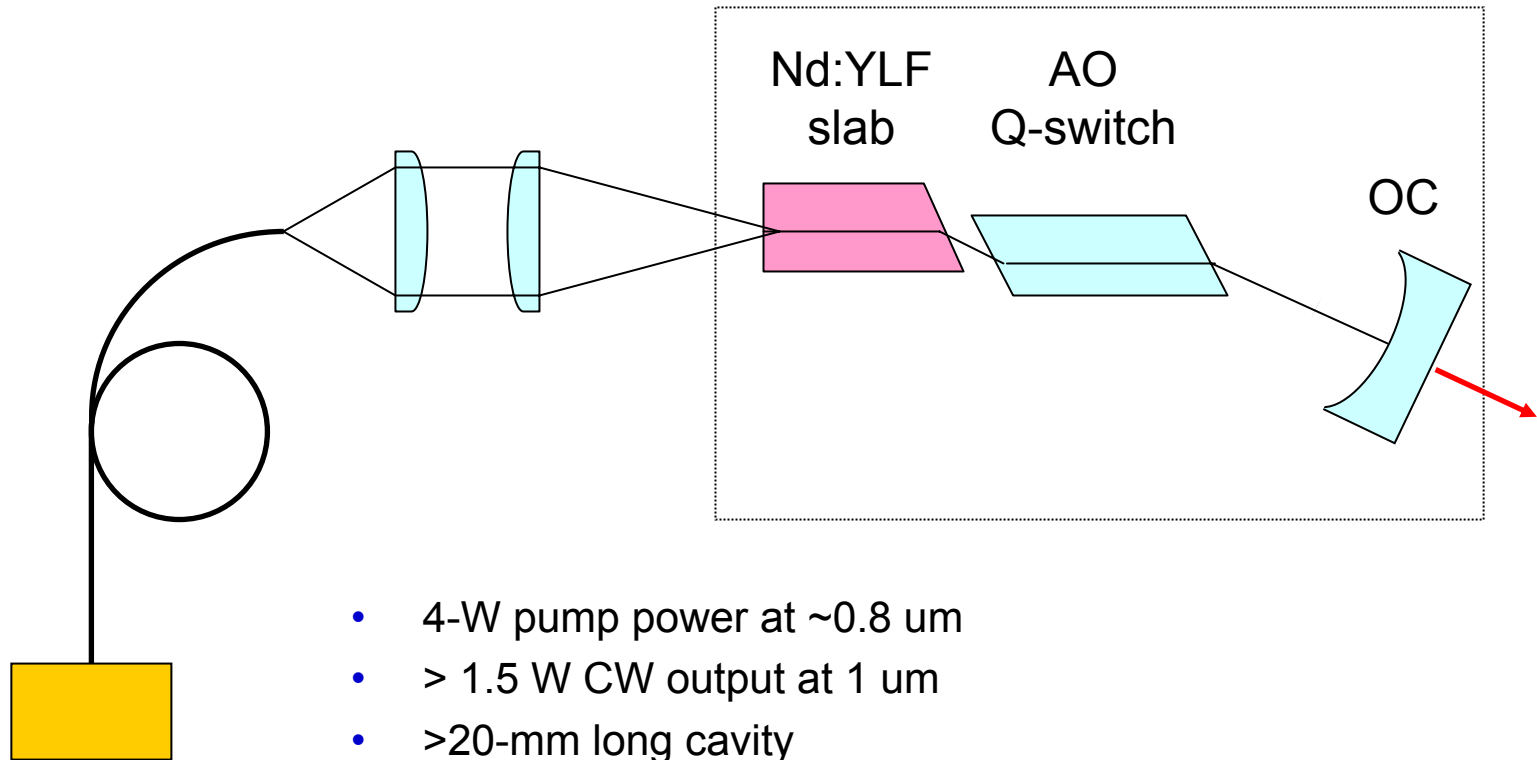 Nd:YLF
slab
AO
Q-switch
OC
• 4-W pump power at ~0.8 um
• > 1.5 W CW output at 1 um
• >20-mm long cavity